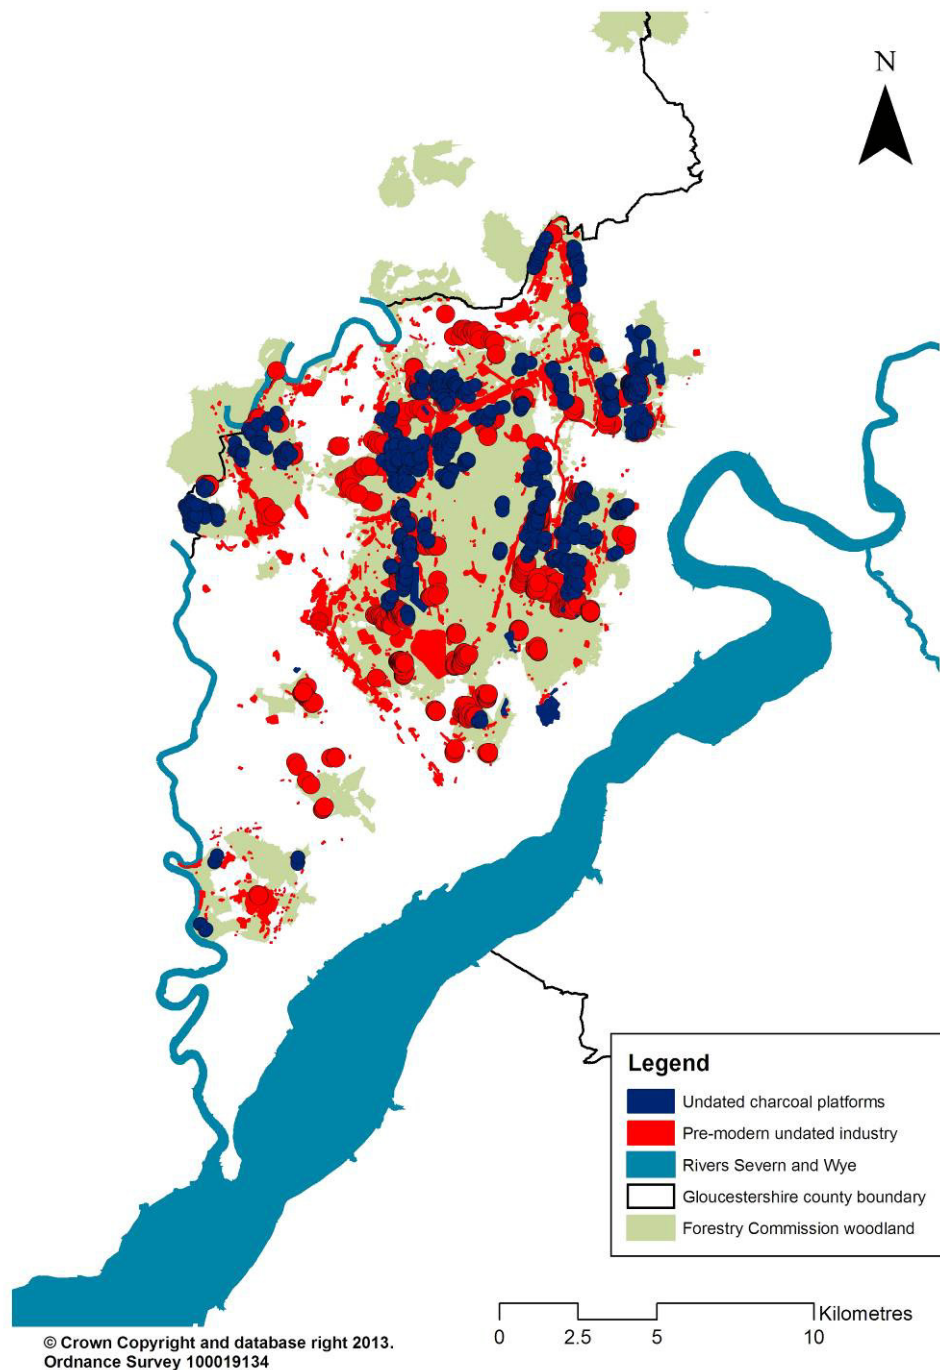 N
Legend
Undated charcoal platforms
Pre-modern undated industry
Rivers Severn and Wye
Gloucestershire county boundary
Forestry Commission woodland
Kilometres
0 2.5 5 10
© Crown Copyright and database right 2013.
Ordnance Survey 100019134